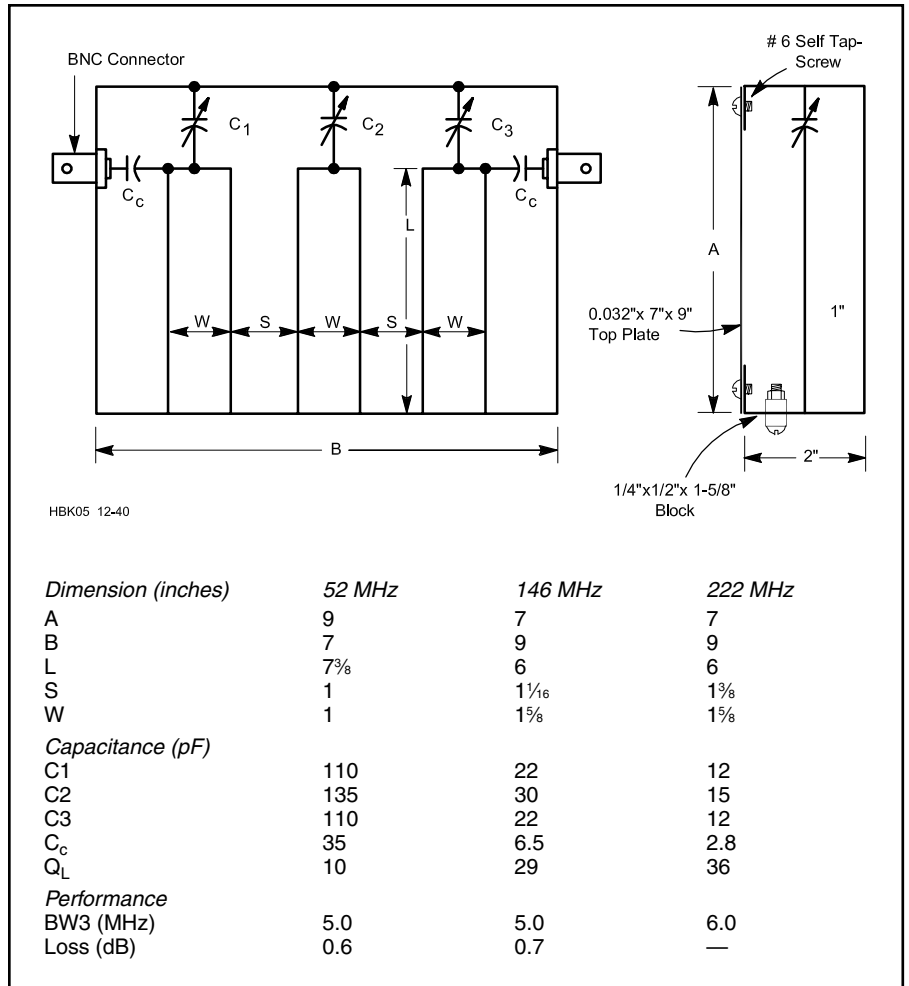 BNC Connector
# 6 Self Tap-
Screw
C1
C2
C3
Cc
Cc
L
A
W
S
W
S
W
0.032"x 7"x 9"
Top Plate
1"
B
2"
1/4"x1/2"x 1-5/8"
Block
HBK05 12-40
Dimension (inches) 52 MHz 146 MHz 222 MHz
A 9 7 7
B 7 9 9
L 7⅜ 6 6
S 1 1 1/16 1⅜
W 1 1⅝ 1⅝
Capacitance (pF)
C1 110 22 12
C2 135 30 15
C3 110 22 12
Cc 35 6.5 2.8
QL 10 29 36
Performance
BW3 (MHz) 5.0 5.0 6.0
Loss (dB) 0.6 0.7 —